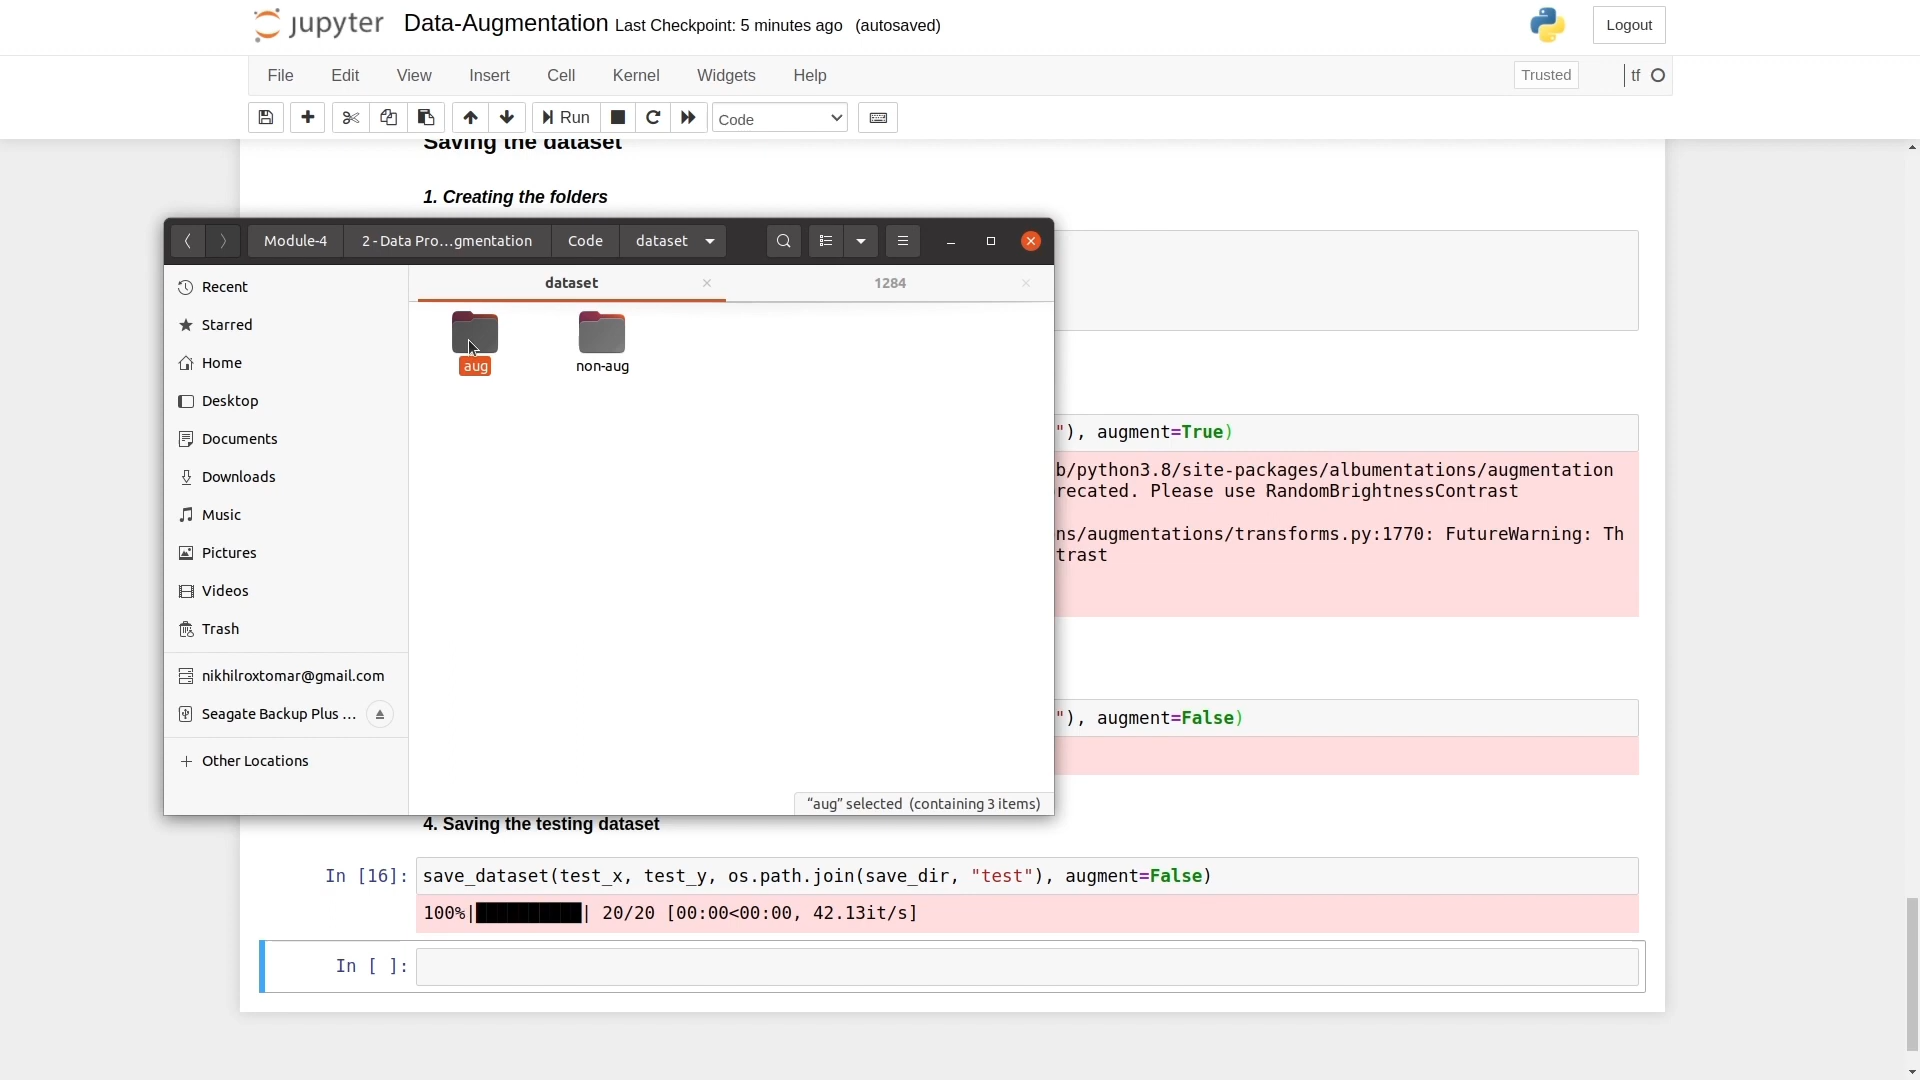 jupyter Data-Augmentation Last Checkpoint: 5 minutes ago (autosaved)
Logout
File Edit View Insert Cell Kernel Widgets Help
Trusted
tf
Run
Code
Saving the dataset
1. Creating the folders
Module-4 2 - Data Pro...gmentation Code dataset
Recent
Starred
Home
Desktop
Documents
Downloads
Music
Pictures
Videos
Trash
nikhilroxtomar@gmail.com
Seagate Backup Plus ...
Other Locations
dataset 1284
aug non-aug
"aug" selected (containing 3 items)
"), augment=True)
b/python3.8/site-packages/albumentations/augmentation
recated. Please use RandomBrightnessContrast
ns/augmentations/transforms.py:1770: FutureWarning: Th
trast
"), augment=False)
4. Saving the testing dataset
In [16]: save_dataset(test_x, test_y, os.path.join(save_dir, "test"), augment=False)
100%|██████████| 20/20 [00:00<00:00, 42.13it/s]
In [ ]: